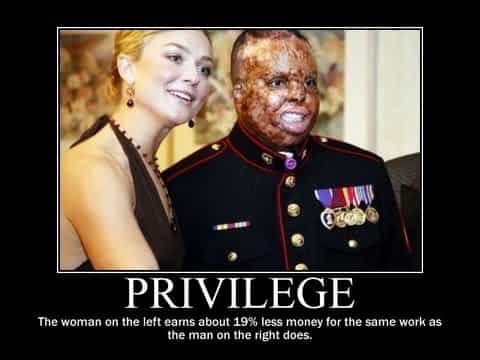 PRIVILEGE
The woman on the left earns about 19% less money for the same work as
the man on the right does.